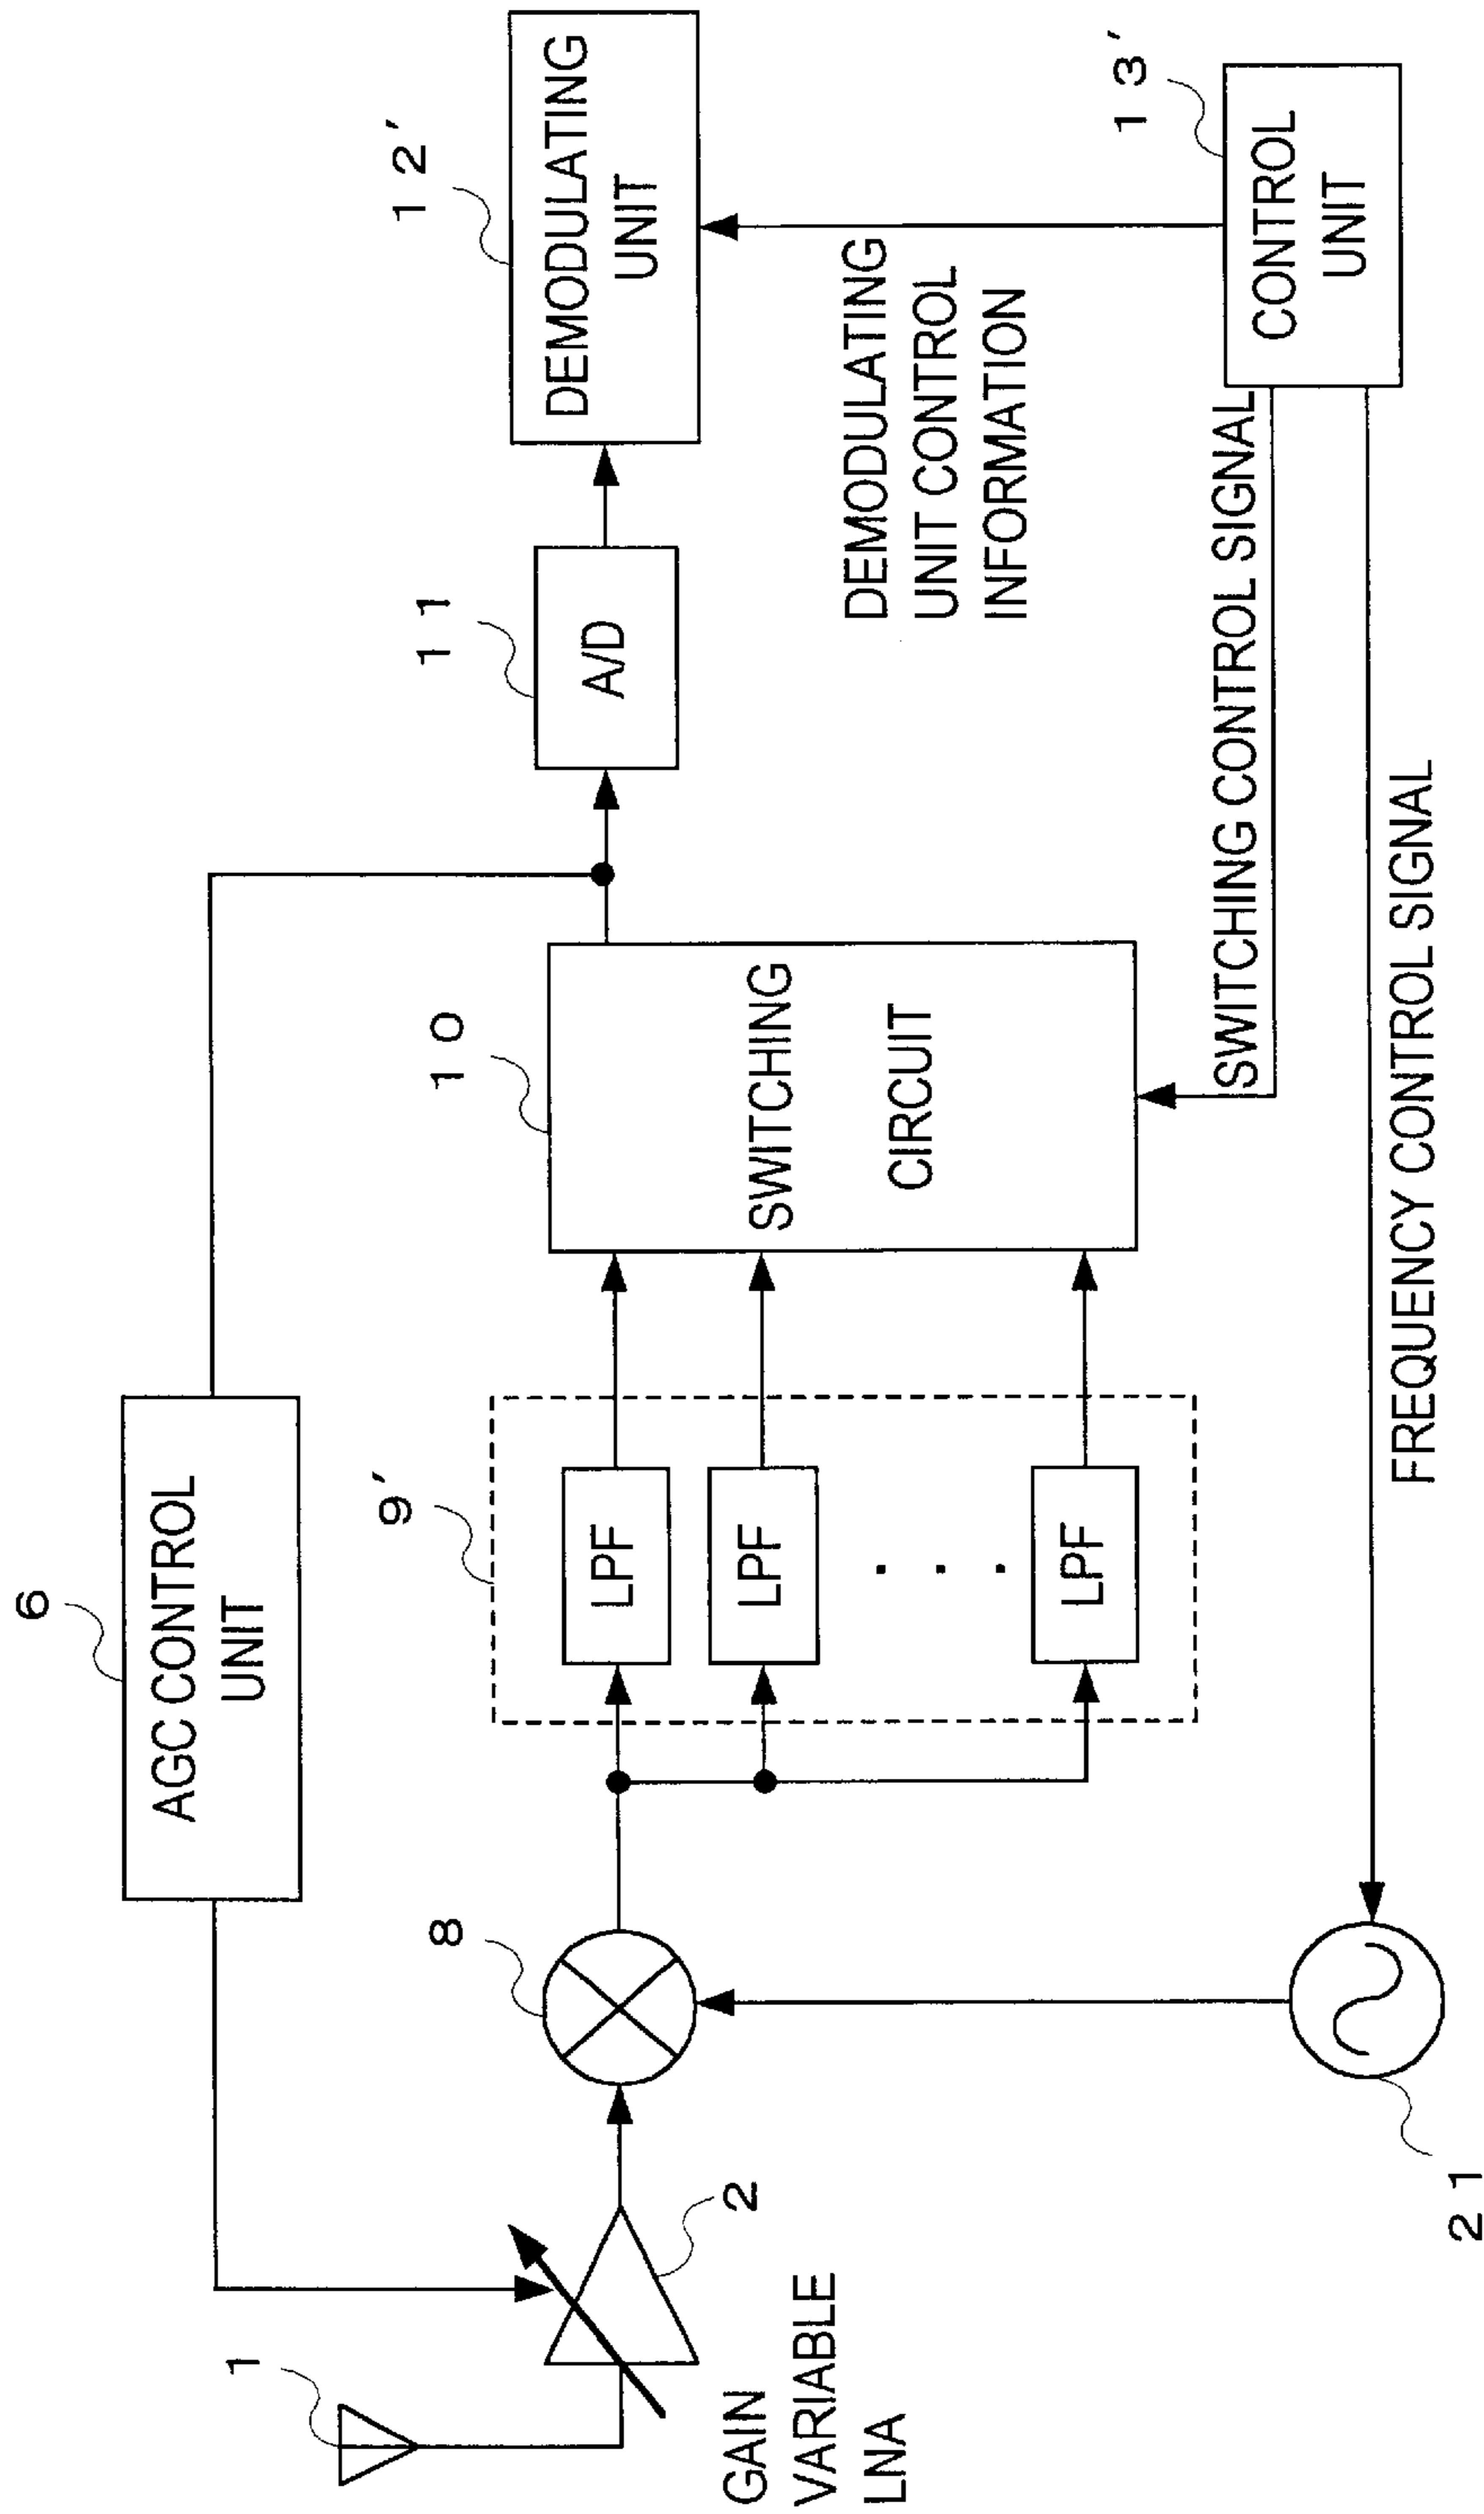 6
AGC CONTROL
UNIT
1
GAIN
VARIABLE
LNA
2
8
9'
LPF
LPF
. . .
LPF
10
SWITCHING
CIRCUIT
11
A/D
12'
DEMODULATING
UNIT
DEMODULATING
UNIT CONTROL
INFORMATION
13'
CONTROL
UNIT
SWITCHING CONTROL SIGNAL
FREQUENCY CONTROL SIGNAL
21